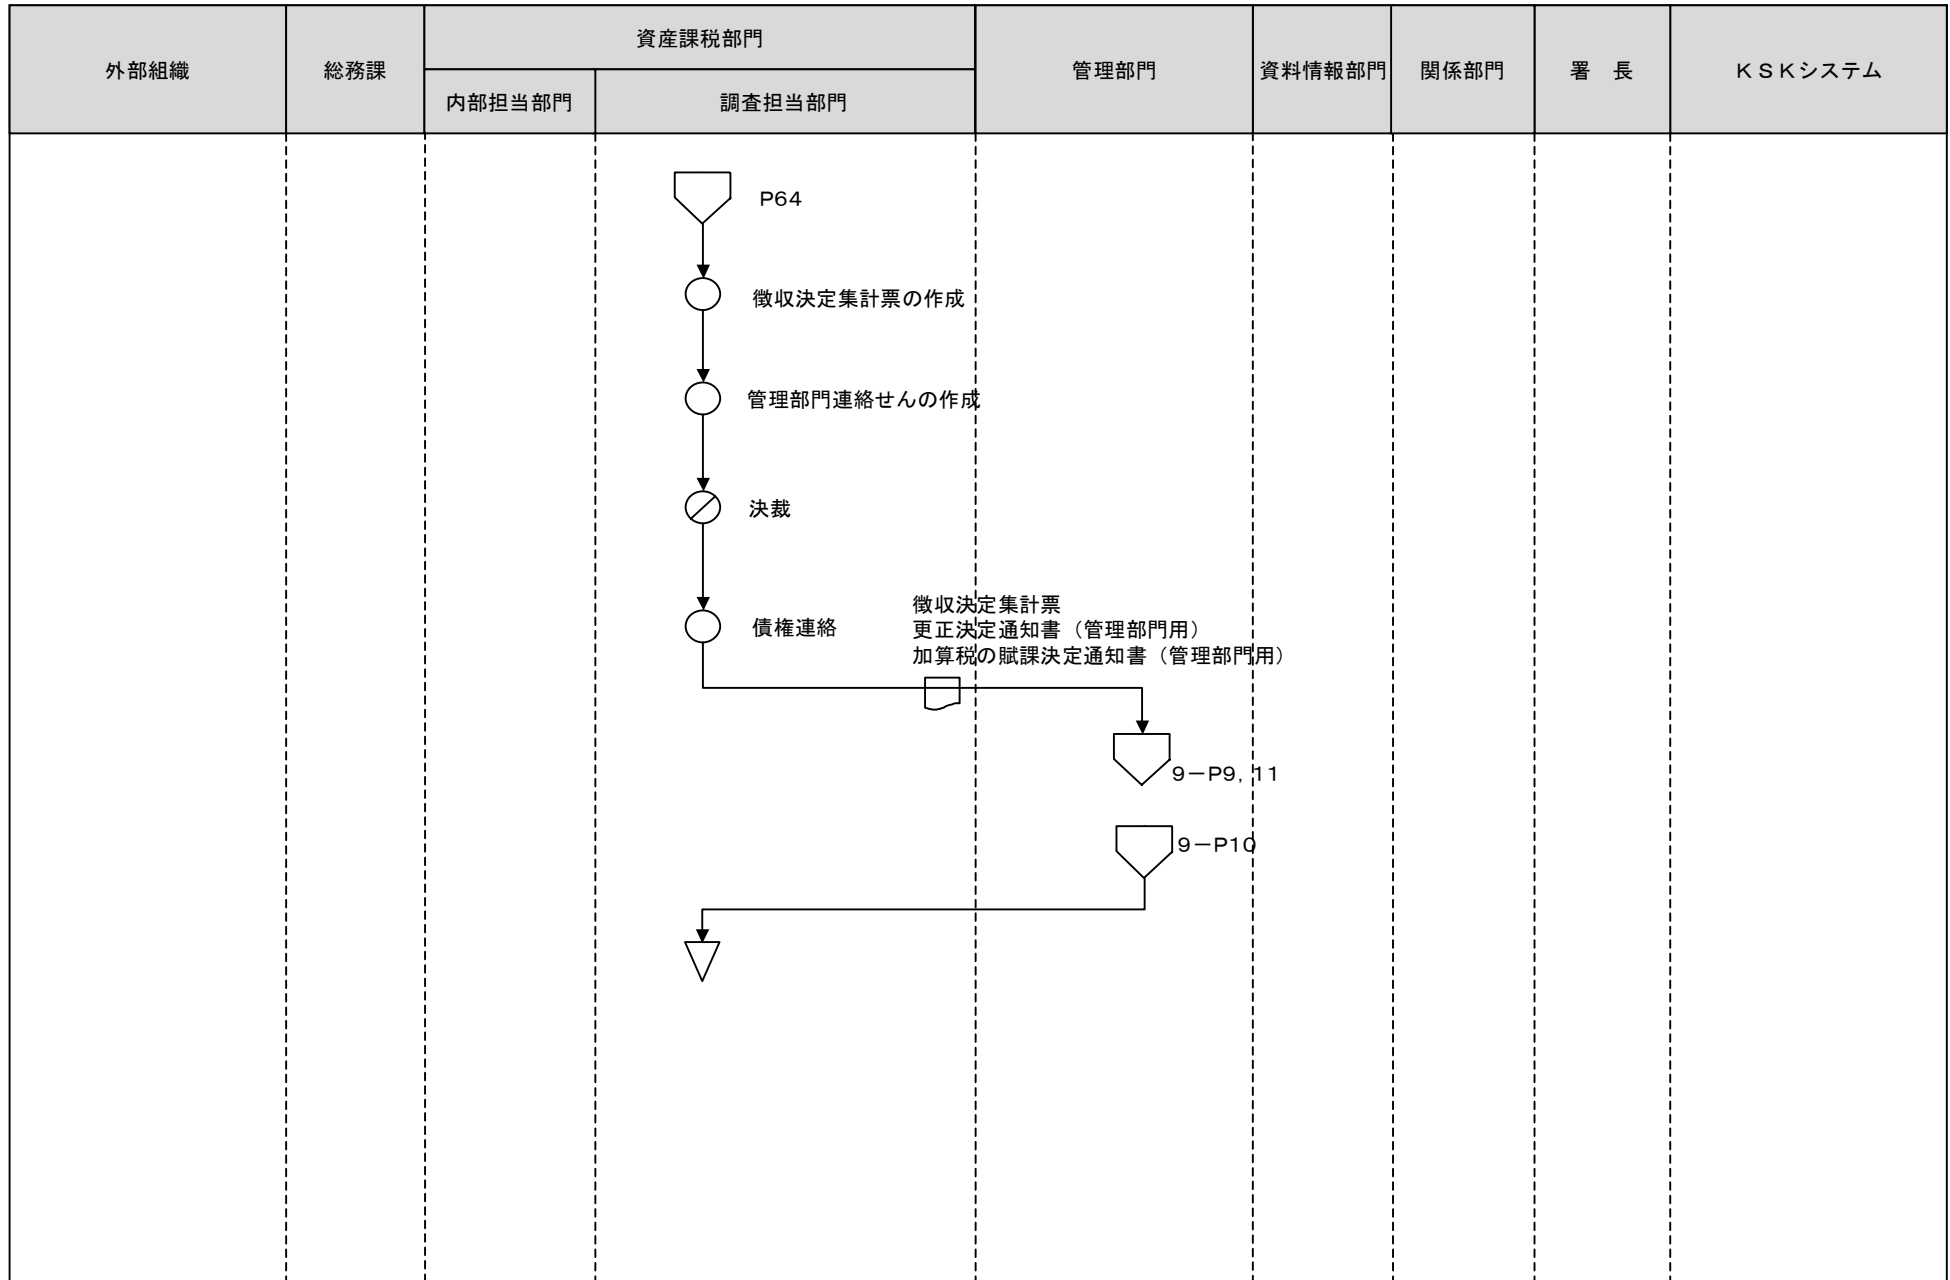 外部組織
総務課
資産課税部門
内部担当部門
調査担当部門
管理部門
資料情報部門
関係部門
署　長
ＫＳＫシステム
P64
徴収決定集計票の作成
管理部門連絡せんの作成
決裁
債権連絡
徴収決定集計票
更正決定通知書（管理部門用）
加算税の賦課決定通知書（管理部門用）
9－P9, 11
9－P10